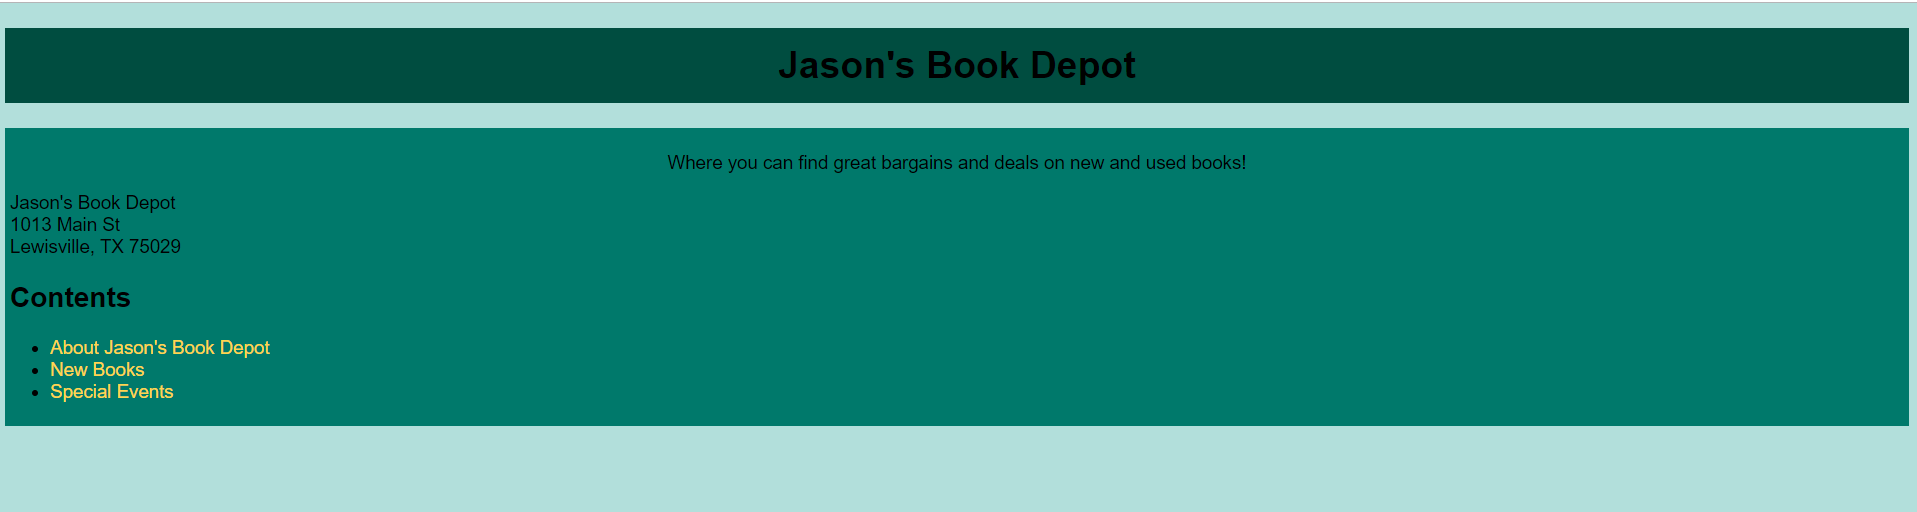 Jason's Book Depot
Where you can find great bargains and deals on new and used books!
Jason's Book Depot
1013 Main St
Lewisville, TX 75029
Contents
About Jason's Book Depot
New Books
Special Events